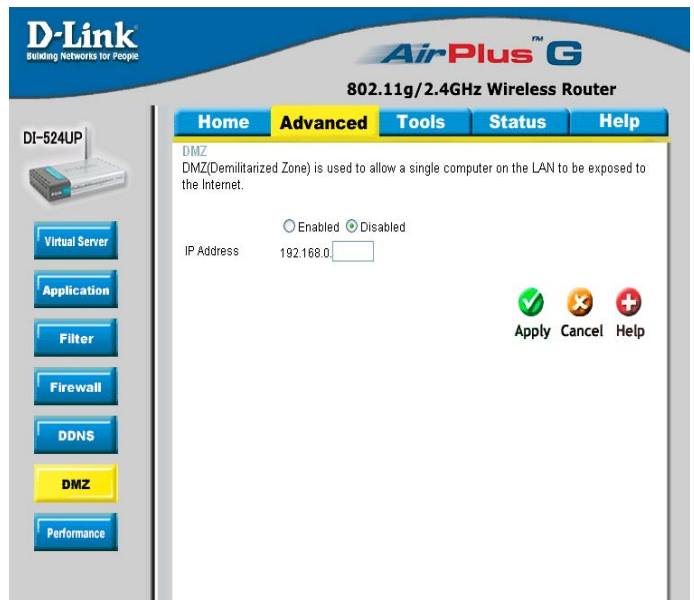 D-Link
Building Networks for People
AirPlus™ G
802.11g/2.4GHz Wireless Router
DI-524UP
Home Advanced Tools Status Help
DMZ
DMZ(Demilitarized Zone) is used to allow a single computer on the LAN to be exposed to
the Internet.
Enabled Disabled
IP Address 192.168.0.
Apply Cancel Help
Virtual Server
Application
Filter
Firewall
DDNS
DMZ
Performance